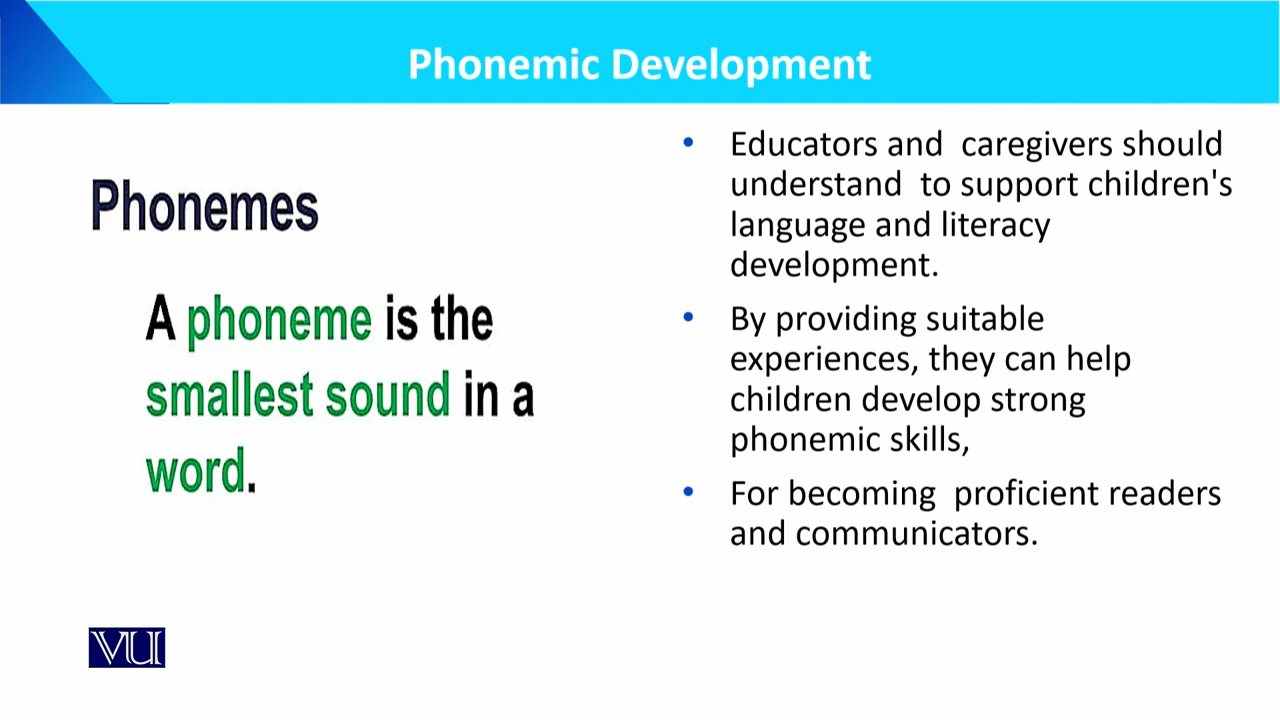 Phonemic Development
Phonemes
A phoneme is the
smallest sound in a
word.
• Educators and  caregivers should
understand  to support children's
language and literacy
development.
• By providing suitable
experiences, they can help
children develop strong
phonemic skills,
• For becoming  proficient readers
and communicators.
VU